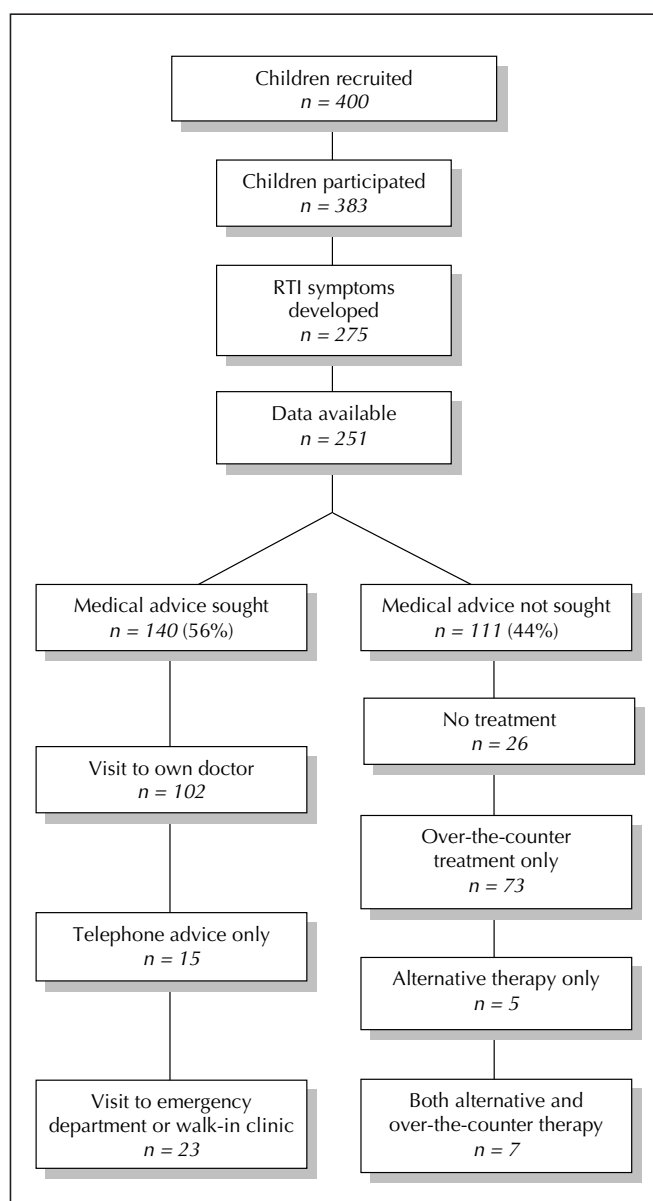 Children recruited
n = 400
Children participated
n = 383
RTI symptoms
developed
n = 275
Data available
n = 251
Medical advice sought
n = 140 (56%)
Visit to own doctor
n = 102
Telephone advice only
n = 15
Visit to emergency
department or walk-in clinic
n = 23
Medical advice not sought
n = 111 (44%)
No treatment
n = 26
Over-the-counter
treatment only
n = 73
Alternative therapy only
n = 5
Both alternative and
over-the-counter therapy
n = 7